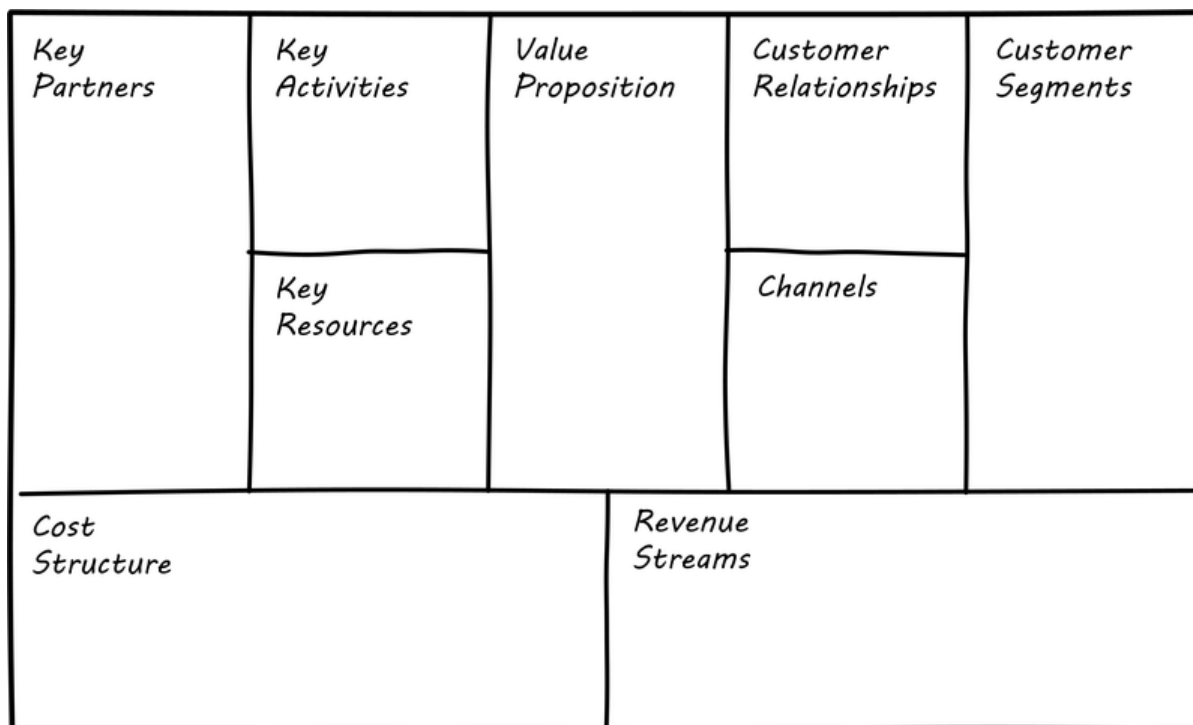 Key
Partners
Key
Activities
Key
Resources
Value
Proposition
Customer
Relationships
Channels
Customer
Segments
Cost
Structure
Revenue
Streams